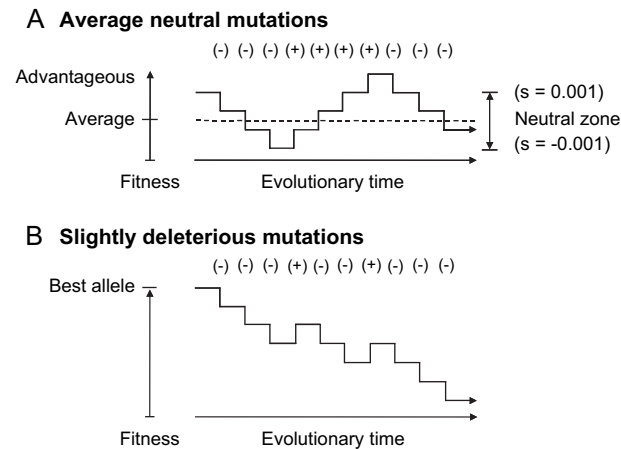 A Average neutral mutations
(-) (-) (-) (+) (+) (+) (+) (-) (-) (-)
Advantageous
(s = 0.001)
Average
Neutral zone
(s = -0.001)
Fitness
Evolutionary time
B Slightly deleterious mutations
(-) (-) (-) (+) (-) (-) (+) (-) (-) (-)
Best allele
Fitness
Evolutionary time